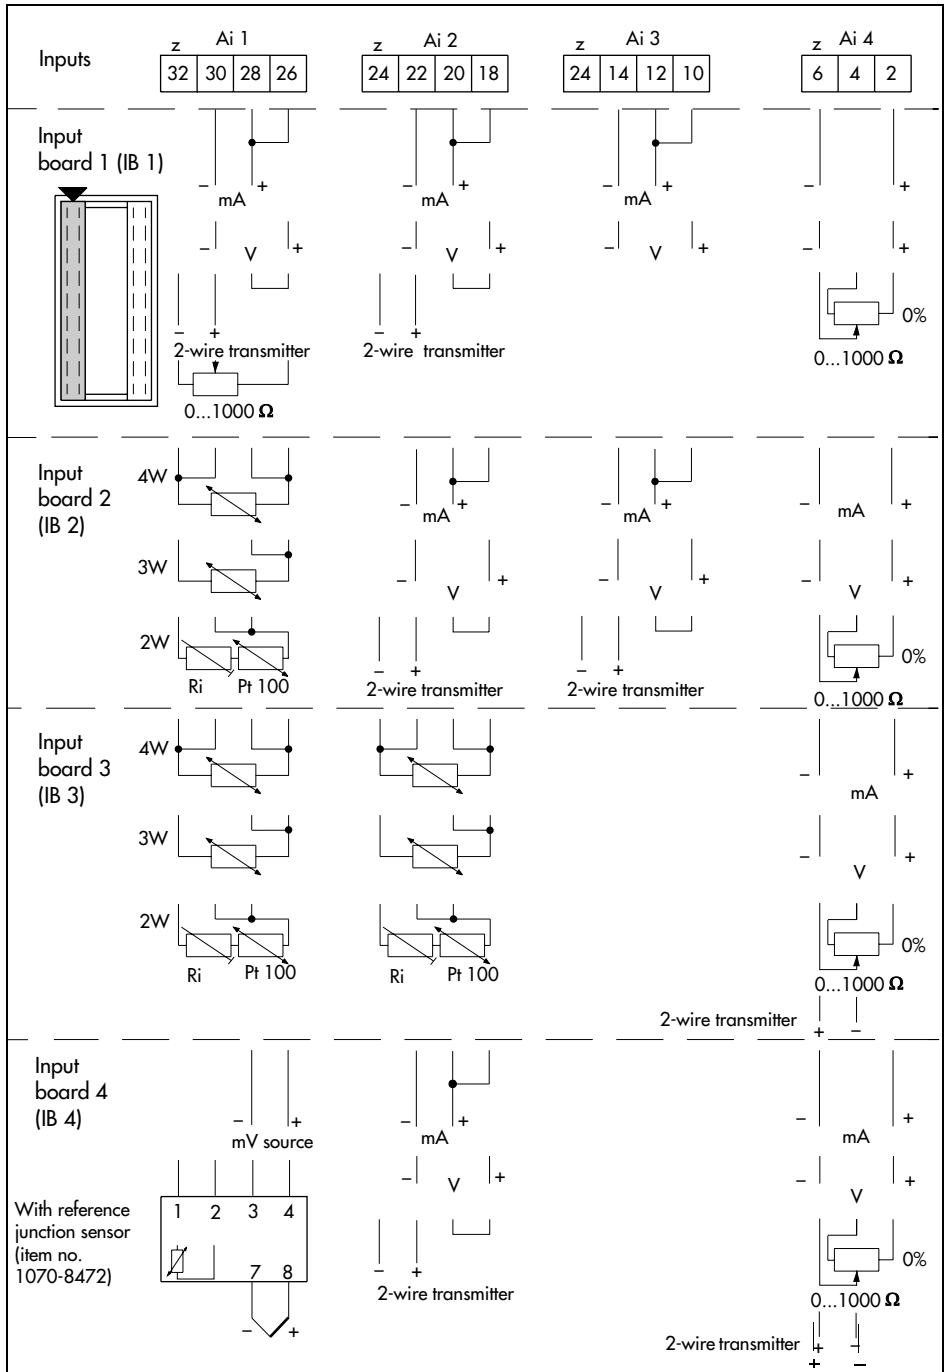 Inputs
z Ai 1
32 30 28 26
z Ai 2
24 22 20 18
z Ai 3
24 14 12 10
z Ai 4
6 4 2
Input
board 1 (IB 1)
– + mA
– + mA
– + mA
– +
– V +
– V +
– V +
– +
– +
2-wire transmitter
– +
2-wire transmitter
0%
0...1000 Ω
0...1000 Ω
Input
board 2
(IB 2)
4W
3W
2W
Ri Pt 100
– mA +
– mA +
– mA +
– V +
– V +
– V +
– +
2-wire transmitter
– +
2-wire transmitter
0%
0...1000 Ω
Input
board 3
(IB 3)
4W
3W
2W
Ri Pt 100
Ri Pt 100
– +
mA
– +
V
0%
0...1000 Ω
2-wire transmitter + –
Input
board 4
(IB 4)
– +
mV source
– +
mA
– +
mA
– V +
– V +
With reference
junction sensor
(item no.
1070-8472)
1 2 3 4
7 8
– +
– +
2-wire transmitter
0%
0...1000 Ω
2-wire transmitter + –
+ –